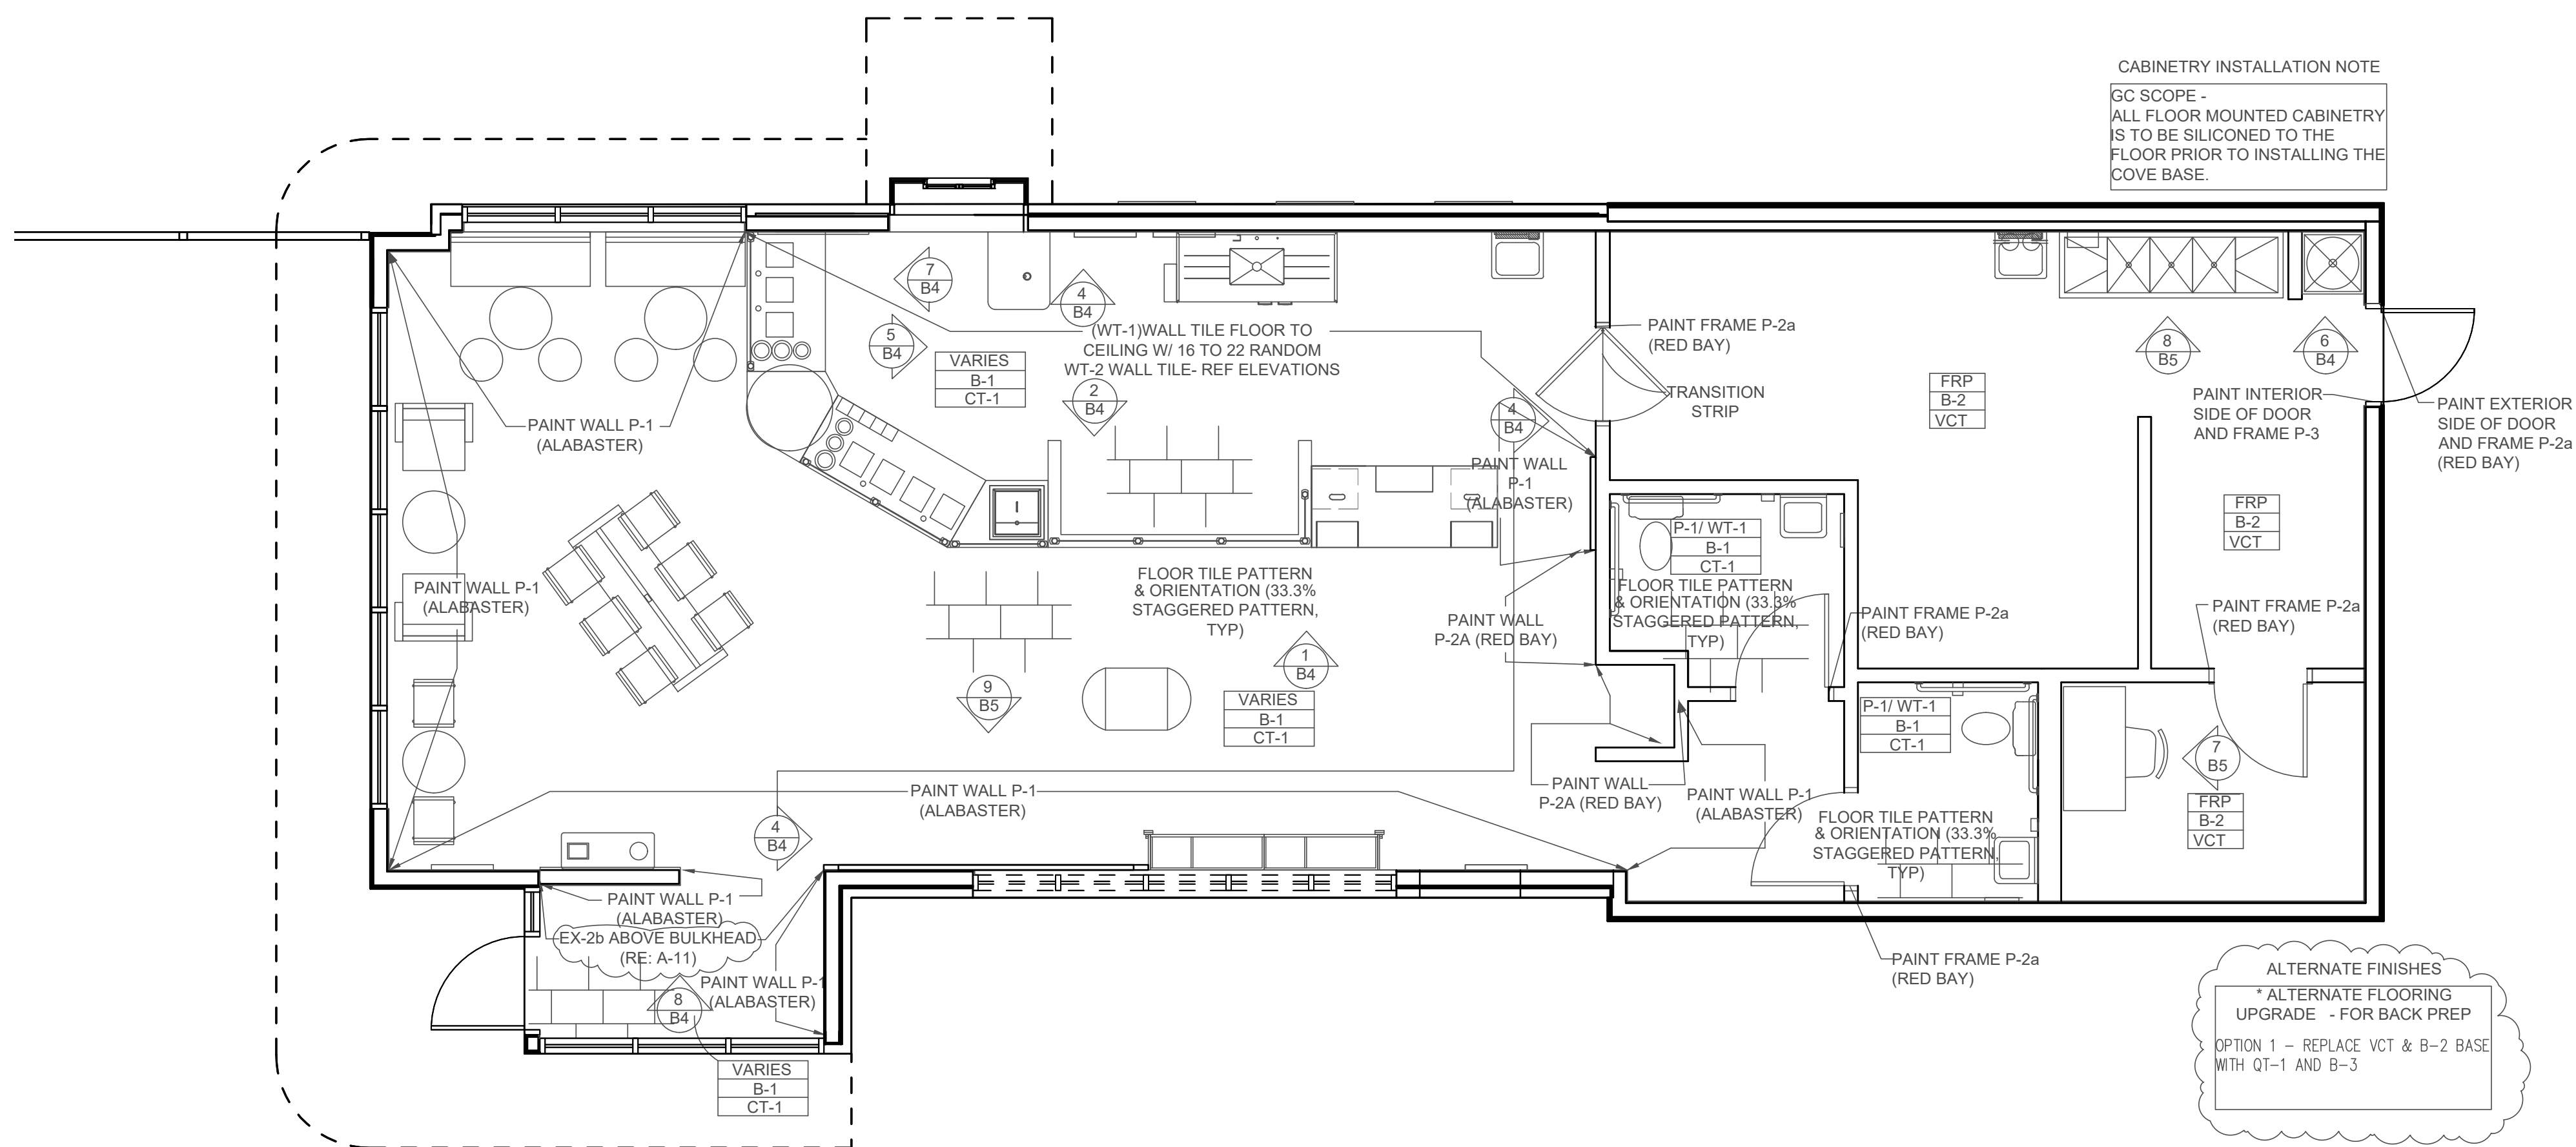 CABINETRY INSTALLATION NOTE
GC SCOPE -
ALL FLOOR MOUNTED CABINETRY
IS TO BE SILICONED TO THE
FLOOR PRIOR TO INSTALLING THE
COVE BASE.
7
B4
4
B4
5
B4
(WT-1)WALL TILE FLOOR TO
CEILING W/ 16 TO 22 RANDOM
WT-2 WALL TILE- REF ELEVATIONS
VARIES
B-1
CT-1
2
B4
PAINT FRAME P-2a
(RED BAY)
TRANSITION
STRIP
4
B4
8
B5
6
B4
FRP
B-2
VCT
PAINT INTERIOR
SIDE OF DOOR
AND FRAME P-3
PAINT EXTERIOR
SIDE OF DOOR
AND FRAME P-2a
(RED BAY)
PAINT WALL P-1
(ALABASTER)
PAINT WALL
P-1
(ALABASTER)
FRP
B-2
VCT
P-1/ WT-1
B-1
CT-1
FLOOR TILE PATTERN
& ORIENTATION (33.3%
STAGGERED PATTERN,
TYP)
PAINT WALL P-1
(ALABASTER)
FLOOR TILE PATTERN
& ORIENTATION (33.3%
STAGGERED PATTERN,
TYP)
PAINT WALL
P-2A (RED BAY)
PAINT FRAME P-2a
(RED BAY)
PAINT FRAME P-2a
(RED BAY)
1
B4
9
B5
VARIES
B-1
CT-1
P-1/ WT-1
B-1
CT-1
7
B5
FRP
B-2
VCT
PAINT WALL P-1
(ALABASTER)
PAINT WALL
P-2A (RED BAY)
PAINT WALL P-1
(ALABASTER)
4
B4
FLOOR TILE PATTERN
& ORIENTATION (33.3%
STAGGERED PATTERN,
TYP)
PAINT WALL P-1
(ALABASTER)
EX-2b ABOVE BULKHEAD
(RE: A-11)
PAINT WALL P-1
(ALABASTER)
8
B4
PAINT FRAME P-2a
(RED BAY)
VARIES
B-1
CT-1
ALTERNATE FINISHES
* ALTERNATE FLOORING
UPGRADE - FOR BACK PREP
OPTION 1 – REPLACE VCT & B–2 BASE
WITH QT–1 AND B–3